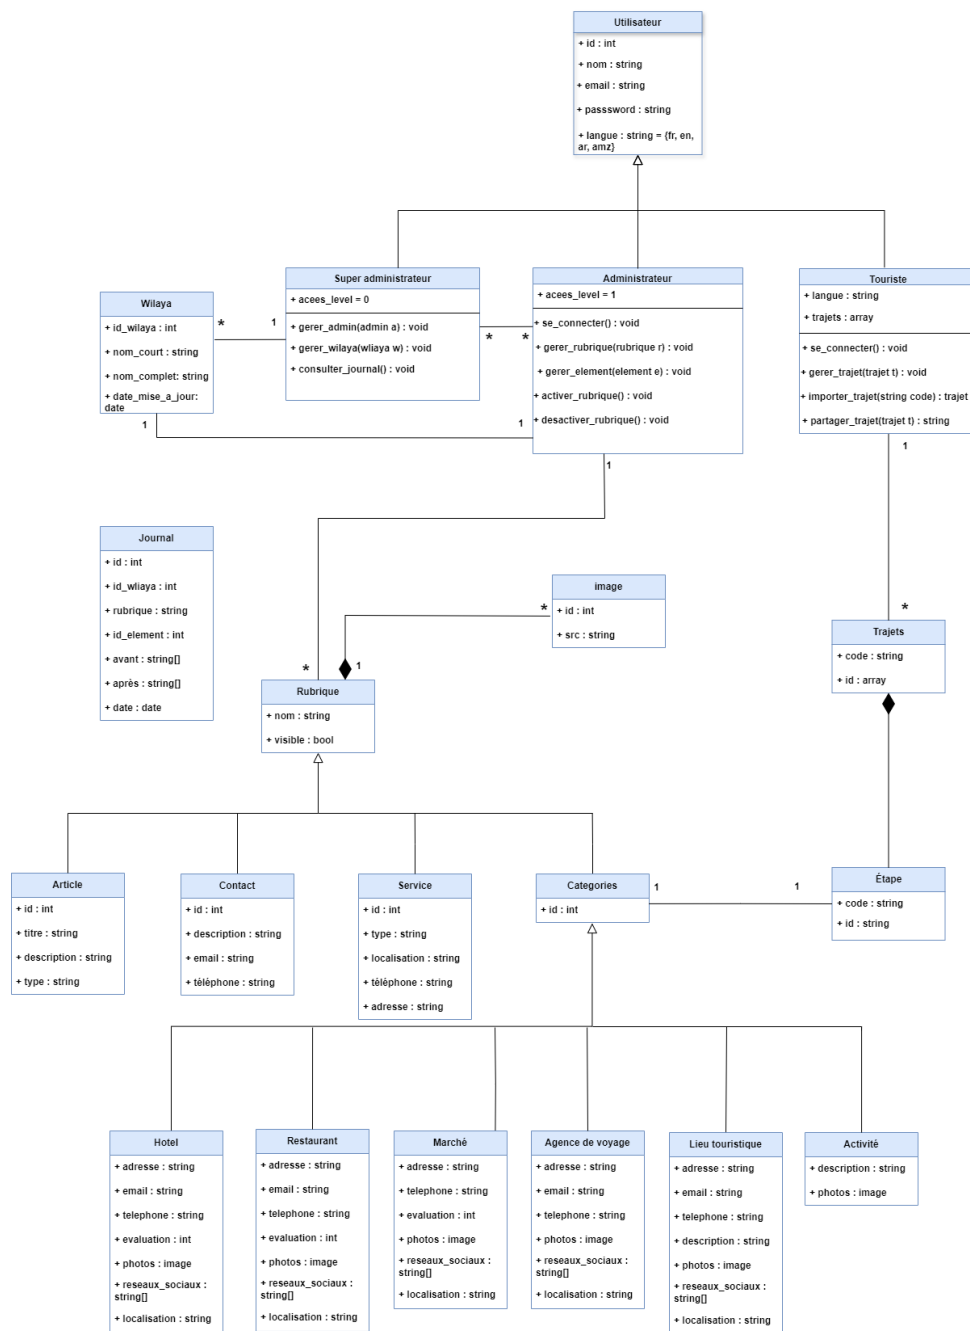 Utilisateur
+ id : int
+ nom : string
+ email : string
+ passsword : string
+ langue : string = {fr, en,
ar, amz}
Super administrateur
+ acees_level = 0
+ gerer_admin(admin a) : void
+ gerer_wilaya(wliaya w) : void
+ consulter_journal() : void
Administrateur
+ acees_level = 1
+ se_connecter() : void
+ gerer_rubrique(rubrique r) : void
+ gerer_element(element e) : void
+ activer_rubrique() : void
+ desactiver_rubrique() : void
Touriste
+ langue : string
+ trajets : array
+ se_connecter() : void
+ gerer_trajet(trajet t) : void
+ importer_trajet(string code) : trajet
+ partager_trajet(trajet t) : string
Wilaya
+ id_wilaya : int
+ nom_court : string
+ nom_complet: string
+ date_mise_a_jour:
date
*
1
*
*
1
1
1
1
Journal
+ id : int
+ id_wliaya : int
+ rubrique : string
+ id_element : int
+ avant : string[]
+ après : string[]
+ date : date
image
+ id : int
+ src : string
*
1
*
*
Trajets
+ code : string
+ id : array
Rubrique
+ nom : string
+ visible : bool
Article
+ id : int
+ titre : string
+ description : string
+ type : string
Contact
+ id : int
+ description : string
+ email : string
+ télèphone : string
Service
+ id : int
+ type : string
+ localisation : string
+ téléphone : string
+ adresse : string
Categories
+ id : int
1
1
Étape
+ code : string
+ id : string
Hotel
+ adresse : string
+ email : string
+ telephone : string
+ evaluation : int
+ photos : image
+ reseaux_sociaux :
string[]
+ localisation : string
Restaurant
+ adresse : string
+ email : string
+ telephone : string
+ evaluation : int
+ photos : image
+ reseaux_sociaux :
string[]
+ localisation : string
Marchè
+ adresse : string
+ telephone : string
+ evaluation : int
+ photos : image
+ reseaux_sociaux :
string[]
+ localisation : string
Agence de voyage
+ adresse : string
+ email : string
+ telephone : string
+ photos : image
+ reseaux_sociaux :
string[]
+ localisation : string
Lieu touristique
+ adresse : string
+ email : string
+ telephone : string
+ description : string
+ photos : image
+ reseaux_sociaux :
string[]
+ localisation : string
Activité
+ description : string
+ photos : image